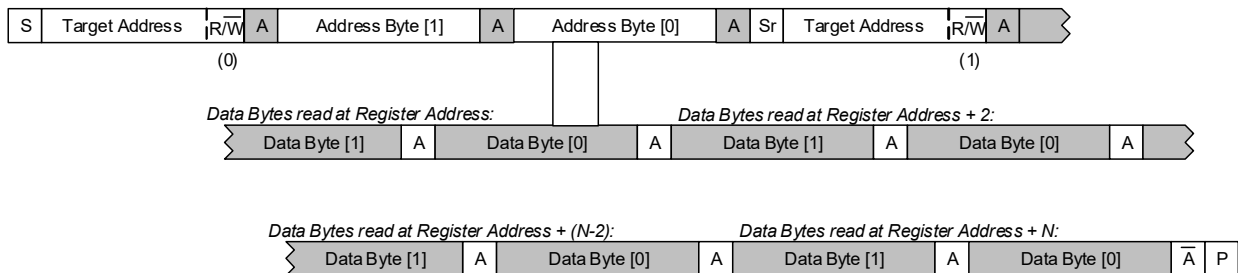 S Target Address R/W̅ A Address Byte [1] A Address Byte [0] A Sr Target Address R/W̅ A
(0) (1)
Data Bytes read at Register Address: Data Bytes read at Register Address + 2:
Data Byte [1] A Data Byte [0] A Data Byte [1] A Data Byte [0] A
Data Bytes read at Register Address + (N-2): Data Bytes read at Register Address + N:
Data Byte [1] A Data Byte [0] A Data Byte [1] A Data Byte [0] A̅ P